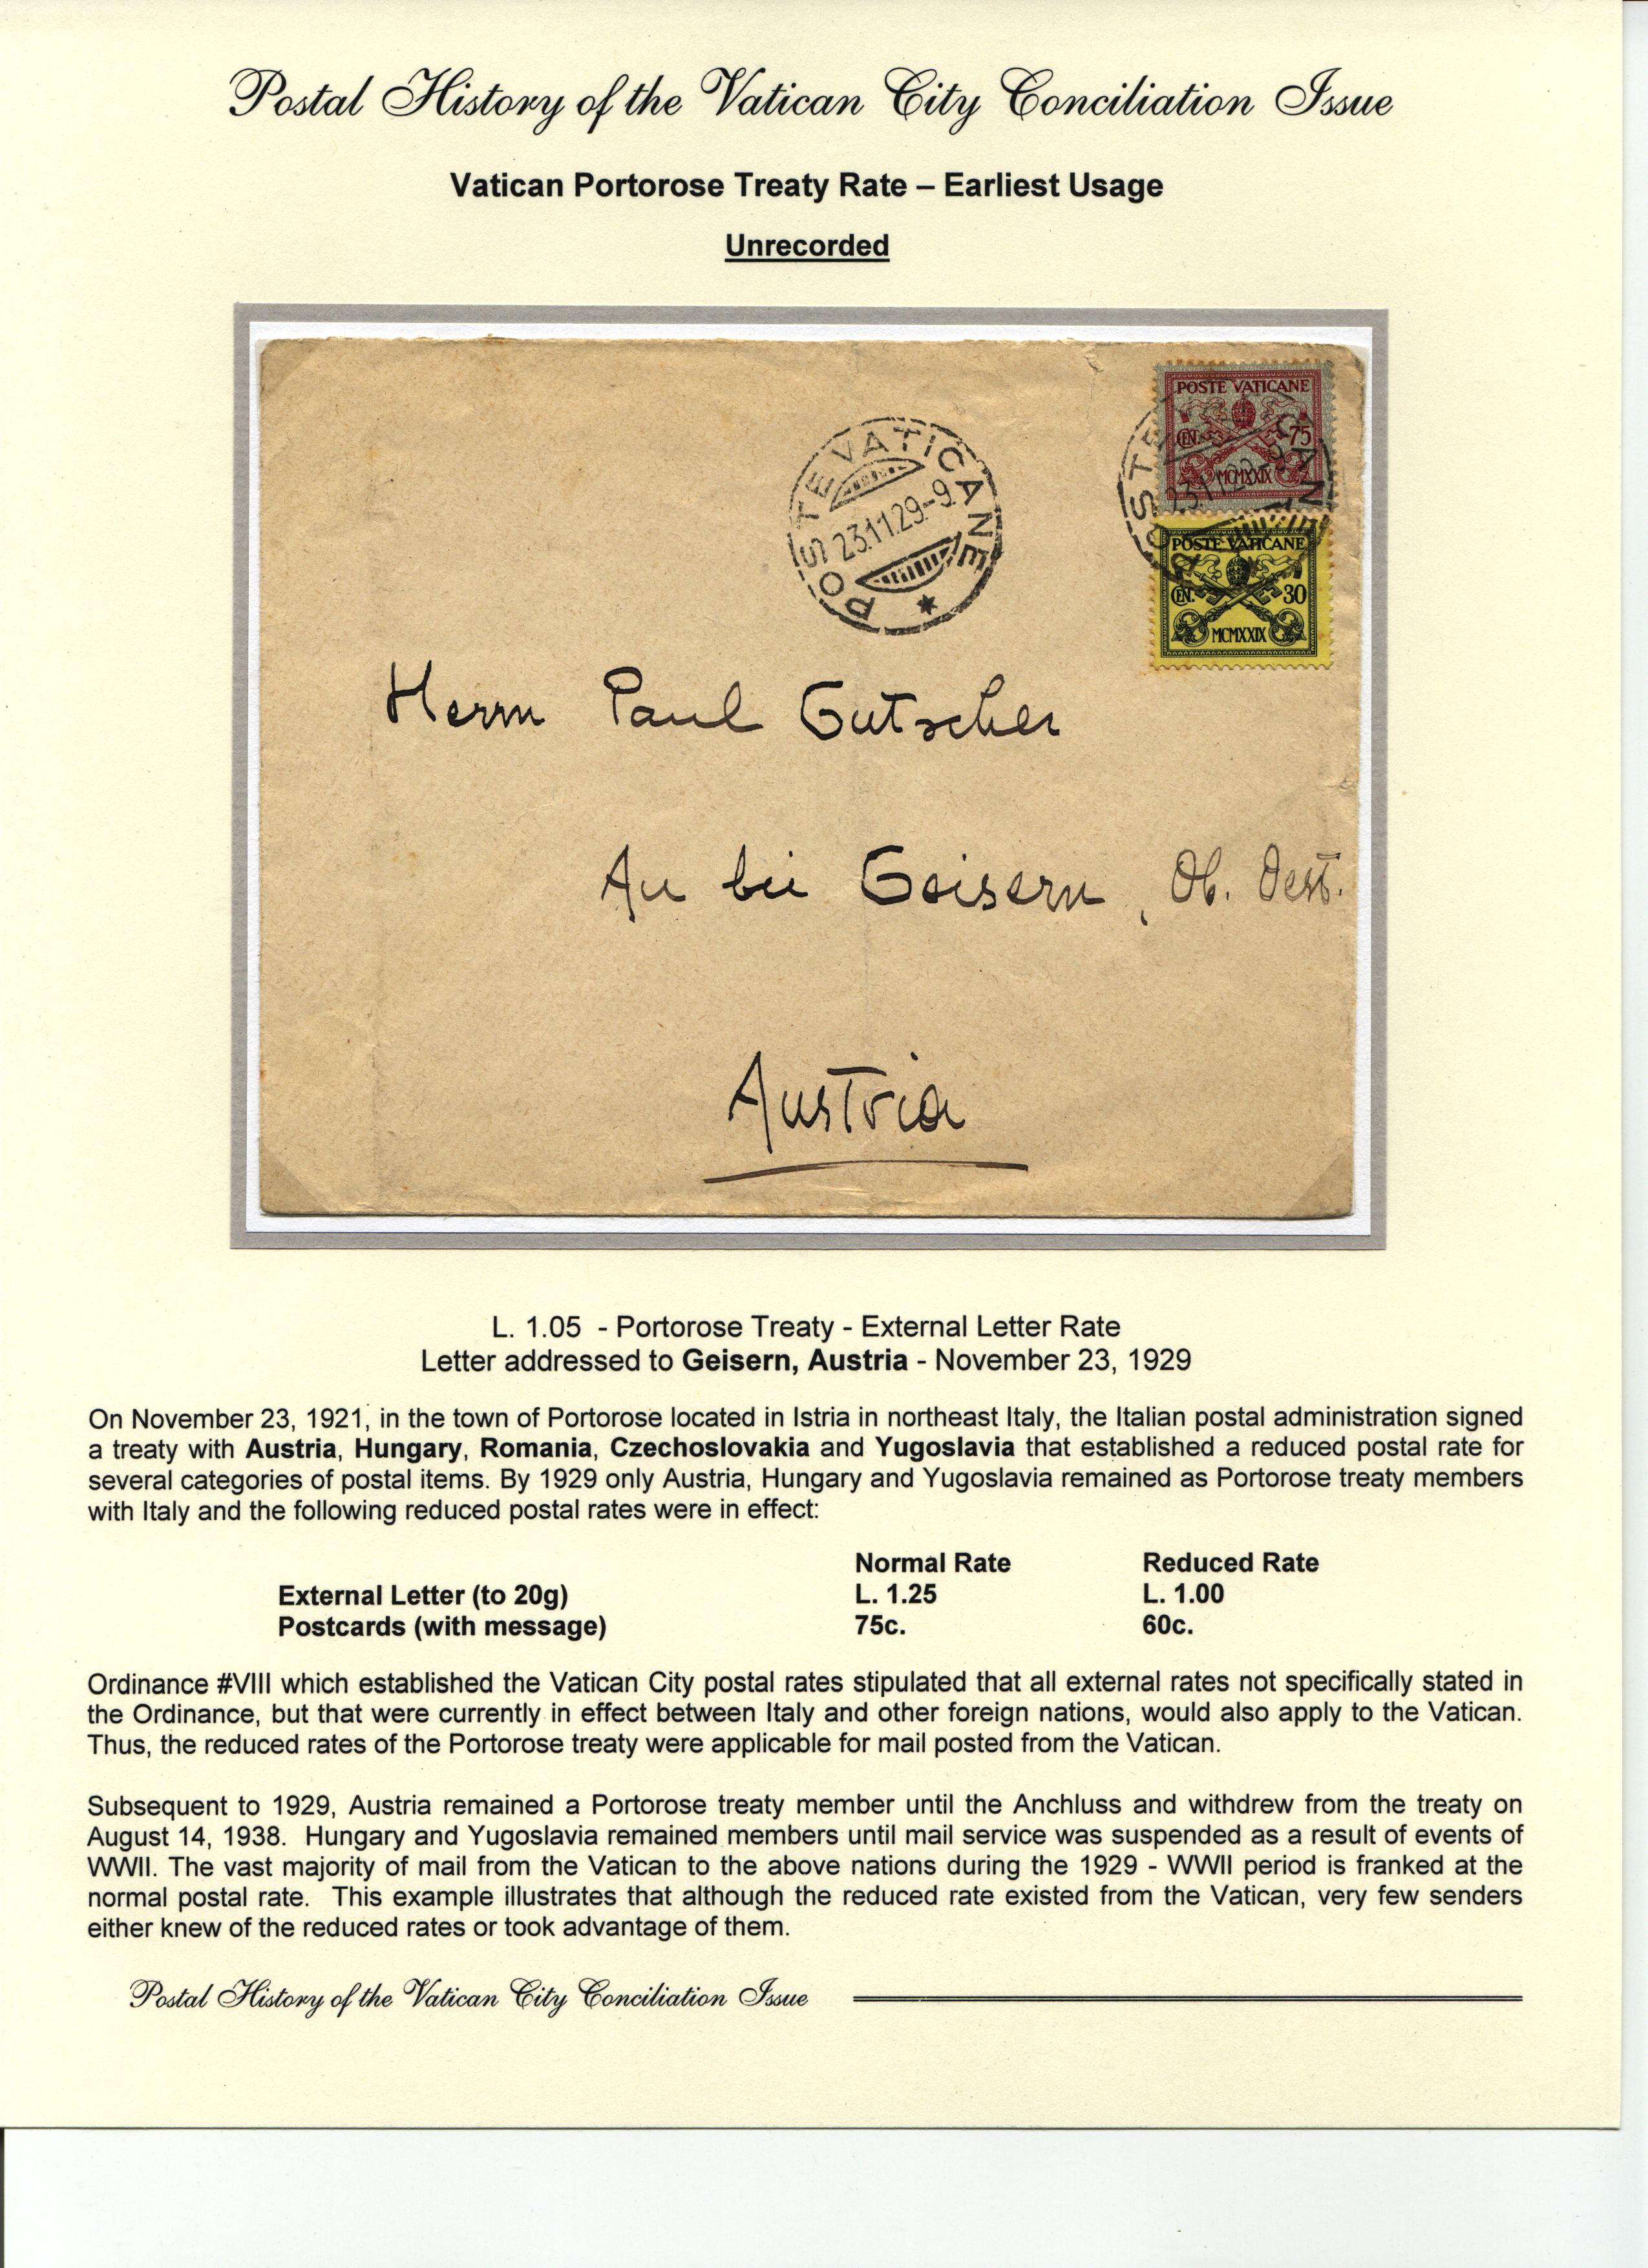 Postal History of the Vatican City Conciliation Issue
Vatican Portorose Treaty Rate – Earliest Usage
Unrecorded
POSTE VATICANE
23.11.29.-9.
POSTE VATICANE
CEN. 75
MCMXXIX
POSTE VATICANE
CEN. 30
MCMXXIX
Herrn Paul Gutscher
Au bei Goisern, Ob. Oest.
Austria
L. 1.05 - Portorose Treaty - External Letter Rate
Letter addressed to Geisern, Austria - November 23, 1929
On November 23, 1921, in the town of Portorose located in Istria in northeast Italy, the Italian postal administration signed
a treaty with Austria, Hungary, Romania, Czechoslovakia and Yugoslavia that established a reduced postal rate for
several categories of postal items. By 1929 only Austria, Hungary and Yugoslavia remained as Portorose treaty members
with Italy and the following reduced postal rates were in effect:
Normal Rate Reduced Rate
External Letter (to 20g) L. 1.25 L. 1.00
Postcards (with message) 75c. 60c.
Ordinance #VIII which established the Vatican City postal rates stipulated that all external rates not specifically stated in
the Ordinance, but that were currently in effect between Italy and other foreign nations, would also apply to the Vatican.
Thus, the reduced rates of the Portorose treaty were applicable for mail posted from the Vatican.
Subsequent to 1929, Austria remained a Portorose treaty member until the Anchluss and withdrew from the treaty on
August 14, 1938. Hungary and Yugoslavia remained members until mail service was suspended as a result of events of
WWII. The vast majority of mail from the Vatican to the above nations during the 1929 - WWII period is franked at the
normal postal rate. This example illustrates that although the reduced rate existed from the Vatican, very few senders
either knew of the reduced rates or took advantage of them.
Postal History of the Vatican City Conciliation Issue